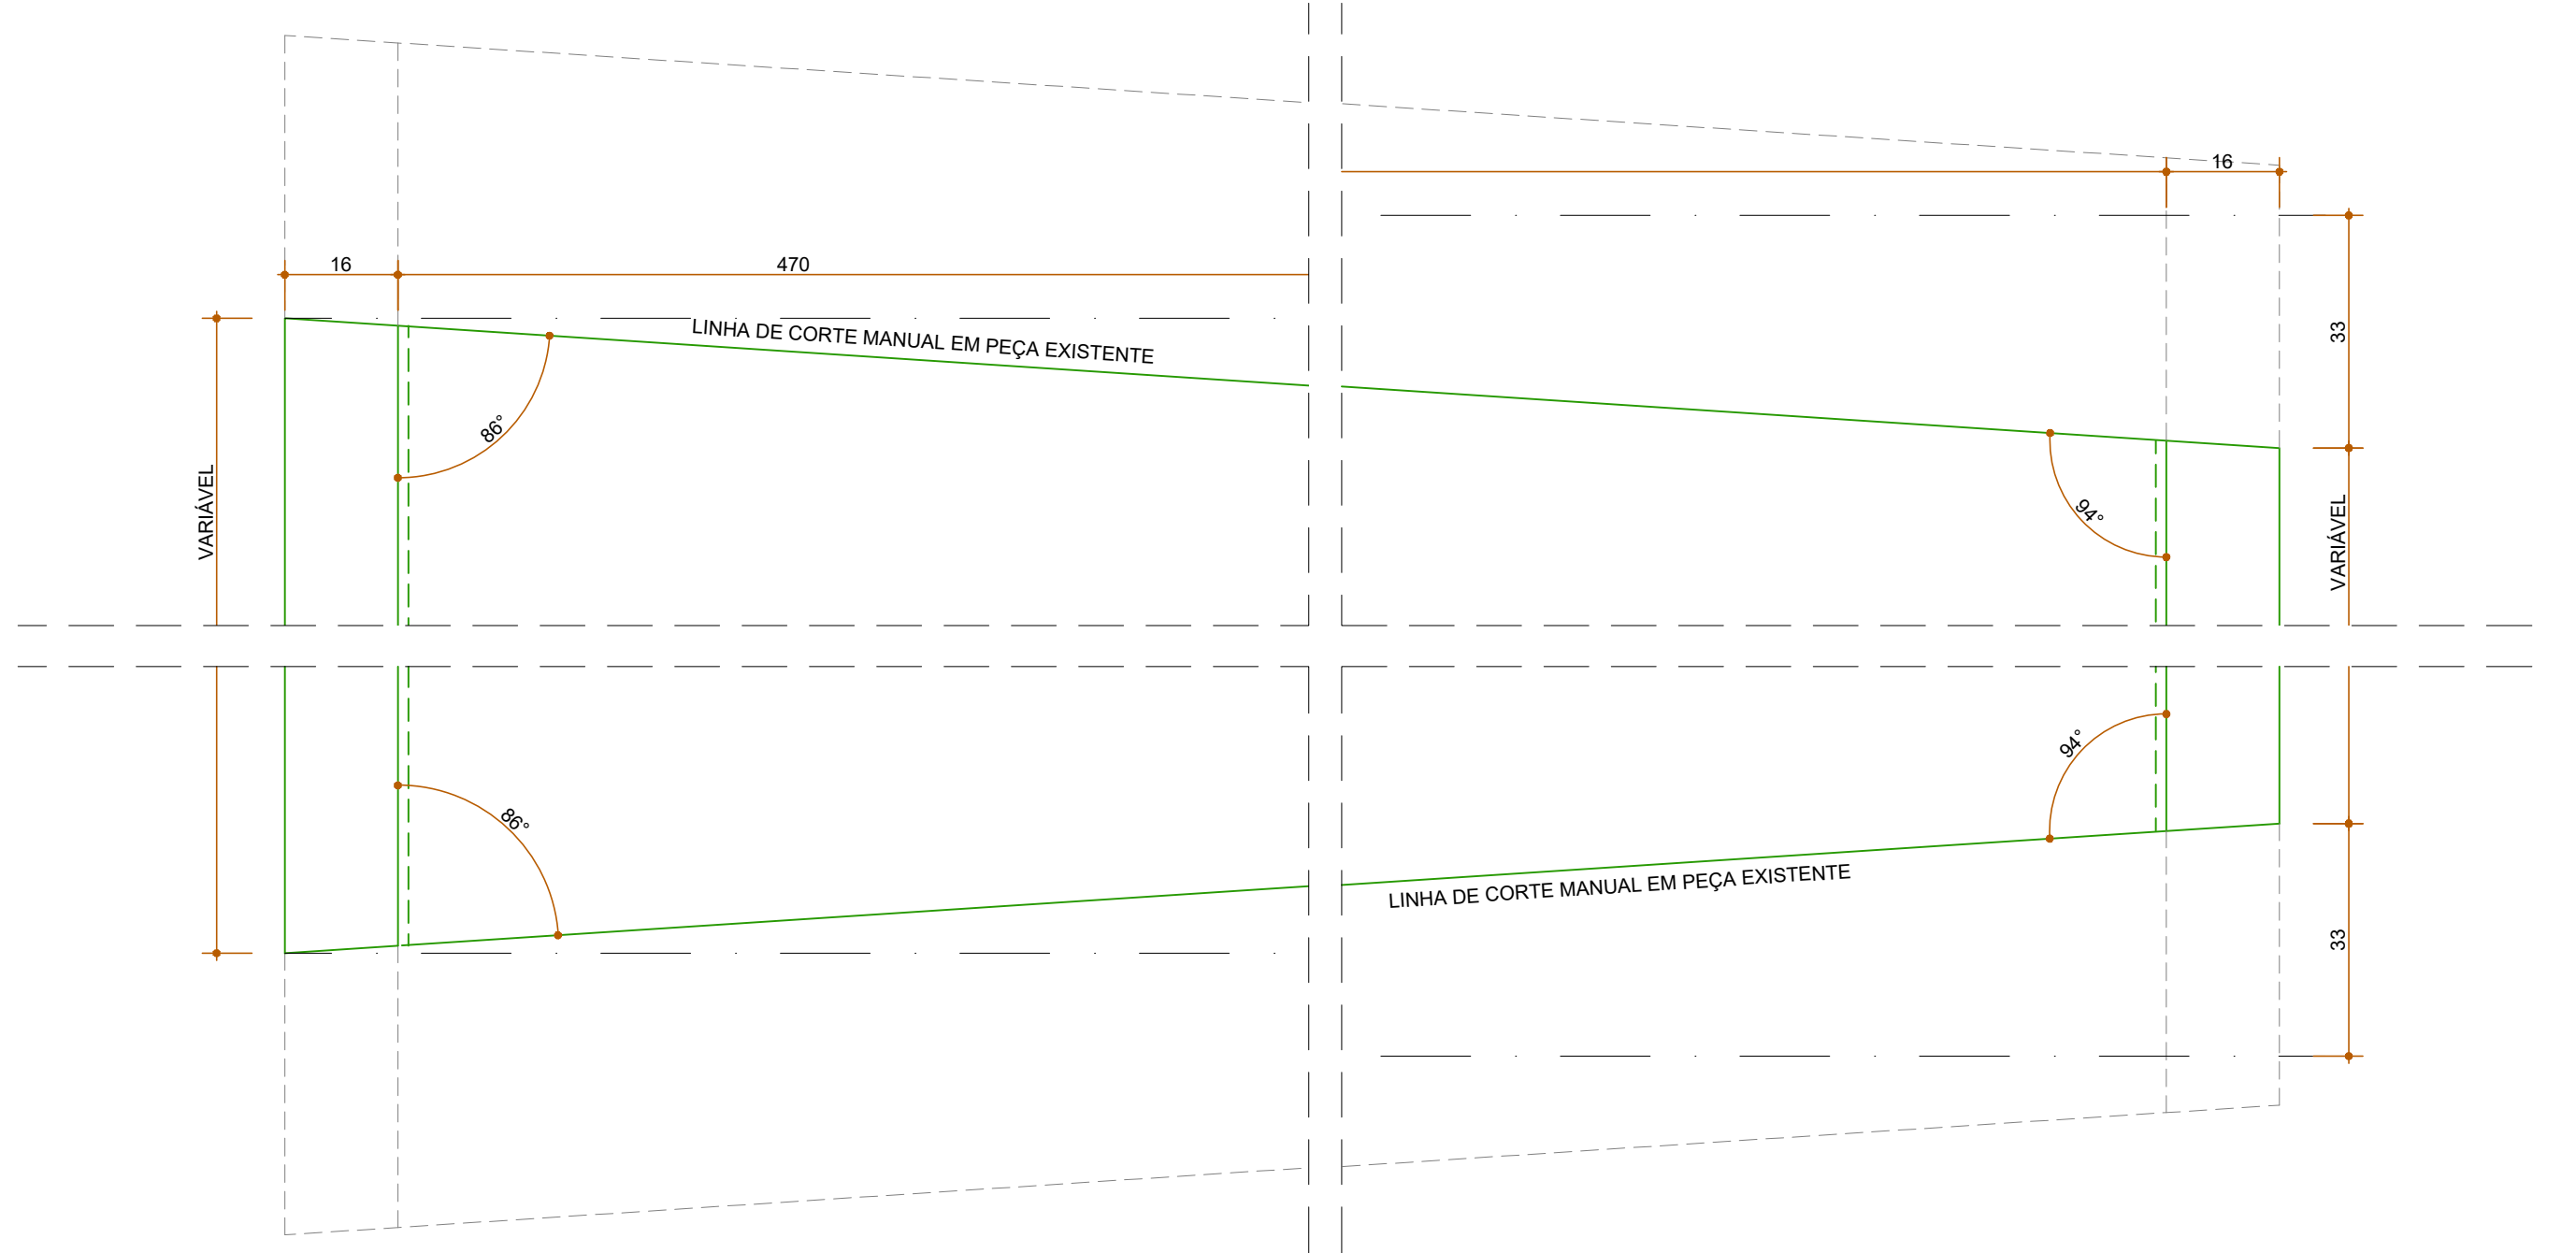 16
16
470
33
LINHA DE CORTE MANUAL EM PEÇA EXISTENTE
86°
94°
VARIÁVEL
VARIÁVEL
94°
86°
LINHA DE CORTE MANUAL EM PEÇA EXISTENTE
33